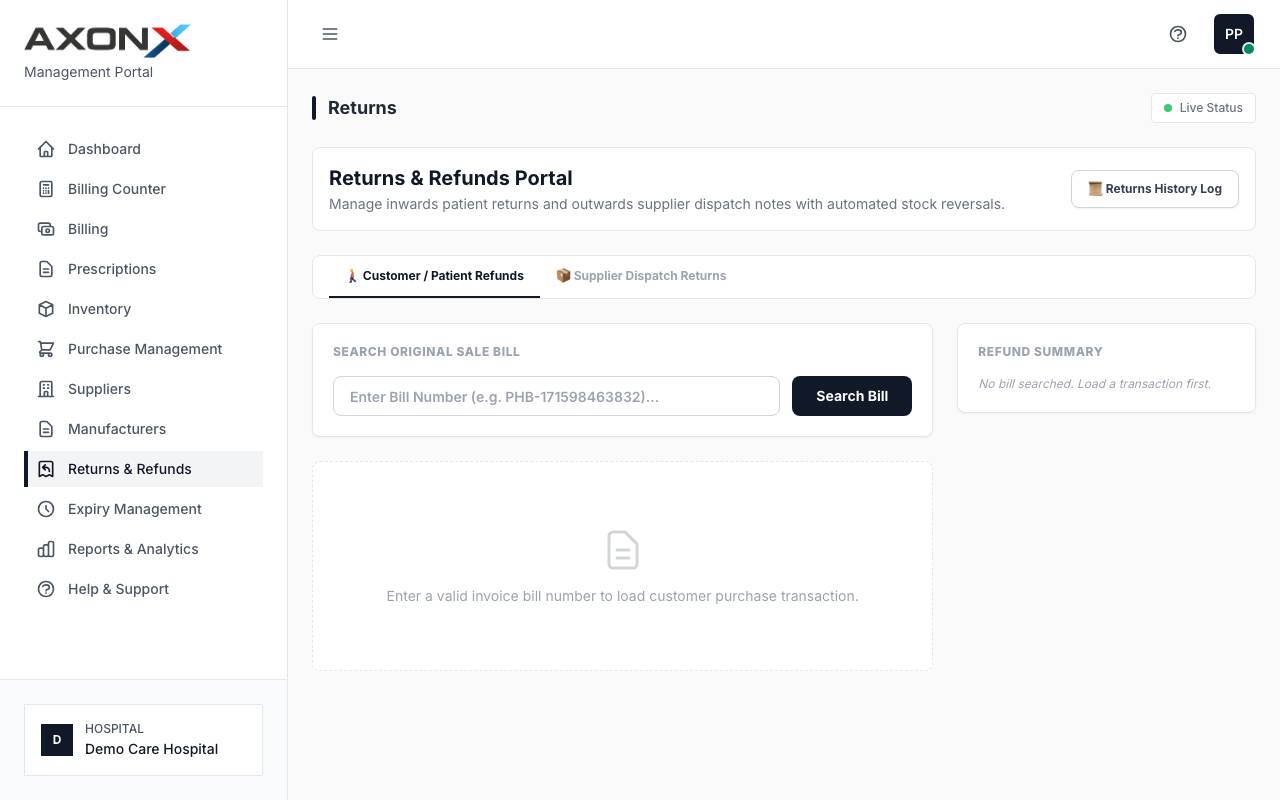 AXONX
Management Portal
Dashboard
Billing Counter
Billing
Prescriptions
Inventory
Purchase Management
Suppliers
Manufacturers
Returns & Refunds
Expiry Management
Reports & Analytics
Help & Support
D
HOSPITAL
Demo Care Hospital
PP
Returns
Live Status
Returns & Refunds Portal
Manage inwards patient returns and outwards supplier dispatch notes with automated stock reversals.
Returns History Log
Customer / Patient Refunds
Supplier Dispatch Returns
SEARCH ORIGINAL SALE BILL
Enter Bill Number (e.g. PHB-171598463832)...
Search Bill
Enter a valid invoice bill number to load customer purchase transaction.
REFUND SUMMARY
No bill searched. Load a transaction first.